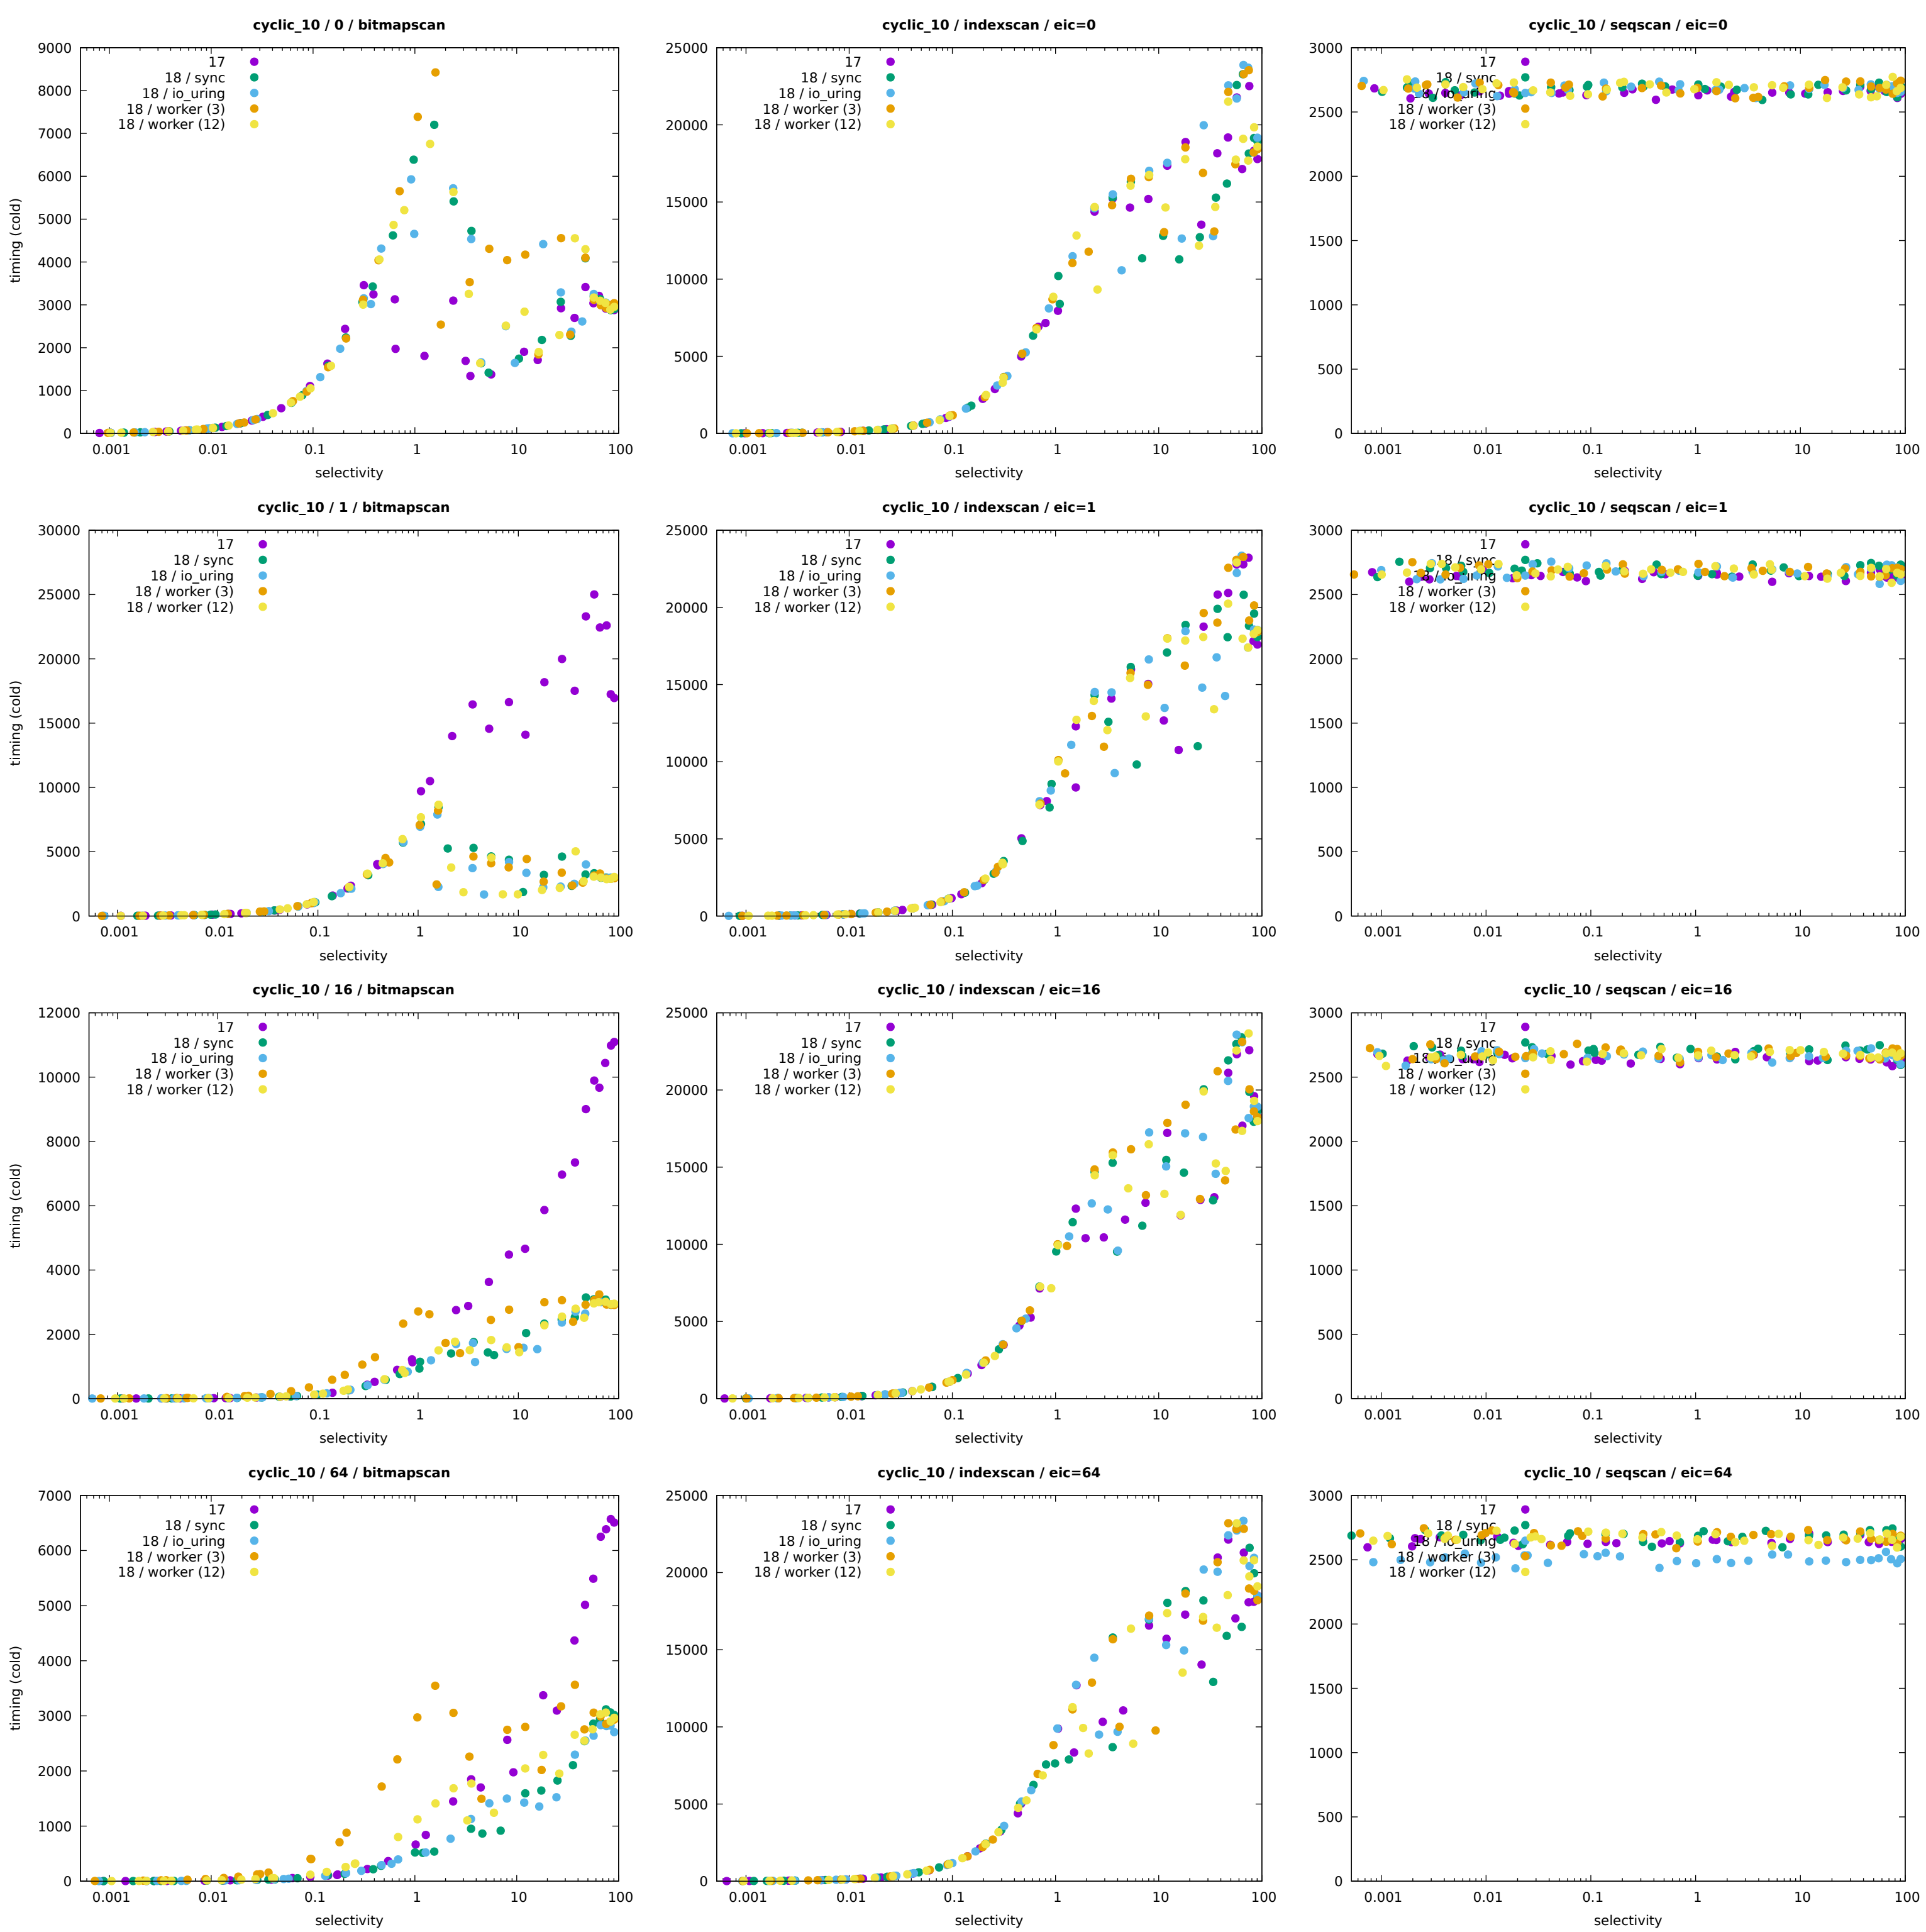 cyclic_10 / 0 / bitmapscan
timing (cold)
9000
8000
7000
6000
5000
4000
3000
2000
1000
0
17
18 / sync
18 / io_uring
18 / worker (3)
18 / worker (12)
0.001 0.01 0.1 1 10 100
selectivity
cyclic_10 / indexscan / eic=0
25000
20000
15000
10000
5000
0
17
18 / sync
18 / io_uring
18 / worker (3)
18 / worker (12)
0.001 0.01 0.1 1 10 100
selectivity
cyclic_10 / seqscan / eic=0
3000
2500
2000
1500
1000
500
0
17
18 / sync
18 / io_uring
18 / worker (3)
18 / worker (12)
0.001 0.01 0.1 1 10 100
selectivity
cyclic_10 / 1 / bitmapscan
timing (cold)
30000
25000
20000
15000
10000
5000
0
17
18 / sync
18 / io_uring
18 / worker (3)
18 / worker (12)
0.001 0.01 0.1 1 10 100
selectivity
cyclic_10 / indexscan / eic=1
25000
20000
15000
10000
5000
0
17
18 / sync
18 / io_uring
18 / worker (3)
18 / worker (12)
0.001 0.01 0.1 1 10 100
selectivity
cyclic_10 / seqscan / eic=1
3000
2500
2000
1500
1000
500
0
17
18 / sync
18 / io_uring
18 / worker (3)
18 / worker (12)
0.001 0.01 0.1 1 10 100
selectivity
cyclic_10 / 16 / bitmapscan
timing (cold)
12000
10000
8000
6000
4000
2000
0
17
18 / sync
18 / io_uring
18 / worker (3)
18 / worker (12)
0.001 0.01 0.1 1 10 100
selectivity
cyclic_10 / indexscan / eic=16
25000
20000
15000
10000
5000
0
17
18 / sync
18 / io_uring
18 / worker (3)
18 / worker (12)
0.001 0.01 0.1 1 10 100
selectivity
cyclic_10 / seqscan / eic=16
3000
2500
2000
1500
1000
500
0
17
18 / sync
18 / io_uring
18 / worker (3)
18 / worker (12)
0.001 0.01 0.1 1 10 100
selectivity
cyclic_10 / 64 / bitmapscan
timing (cold)
7000
6000
5000
4000
3000
2000
1000
0
17
18 / sync
18 / io_uring
18 / worker (3)
18 / worker (12)
0.001 0.01 0.1 1 10 100
selectivity
cyclic_10 / indexscan / eic=64
25000
20000
15000
10000
5000
0
17
18 / sync
18 / io_uring
18 / worker (3)
18 / worker (12)
0.001 0.01 0.1 1 10 100
selectivity
cyclic_10 / seqscan / eic=64
3000
2500
2000
1500
1000
500
0
17
18 / sync
18 / io_uring
18 / worker (3)
18 / worker (12)
0.001 0.01 0.1 1 10 100
selectivity